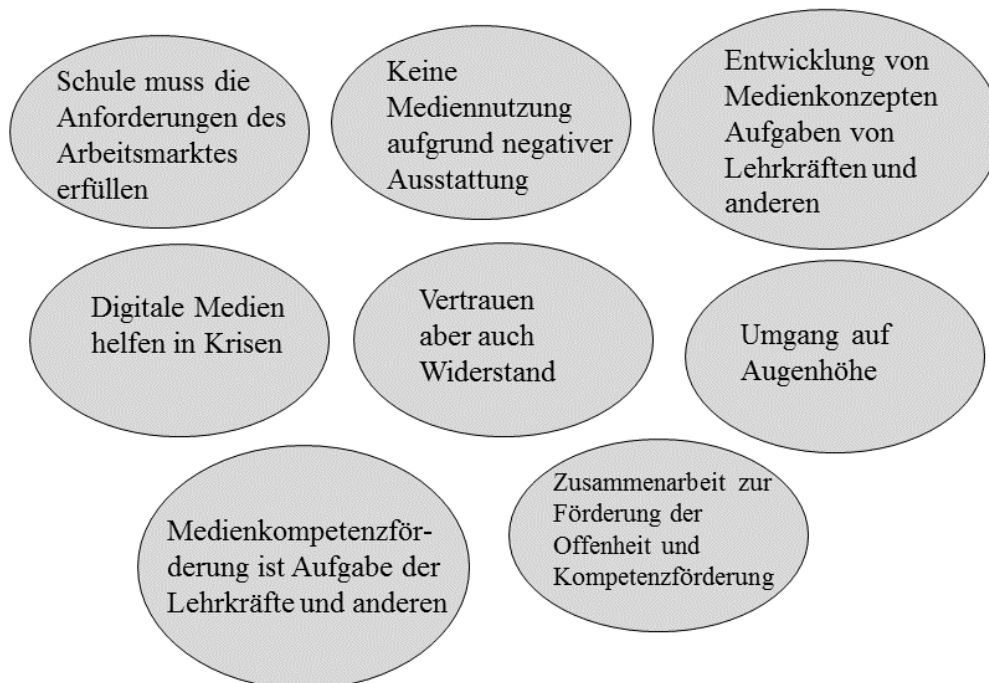 Schule muss die
Anforderungen des
Arbeitsmarktes
erfüllen
Keine
Mediennutzung
aufgrund negativer
Ausstattung
Entwicklung von
Medienkonzepten
Aufgaben von
Lehrkräften und
anderen
Digitale Medien
helfen in Krisen
Vertrauen
aber auch
Widerstand
Umgang auf
Augenhöhe
Medienkompetenzför-
derung ist Aufgabe der
Lehrkräfte und anderen
Zusammenarbeit zur
Förderung der
Offenheit und
Kompetenzförderung